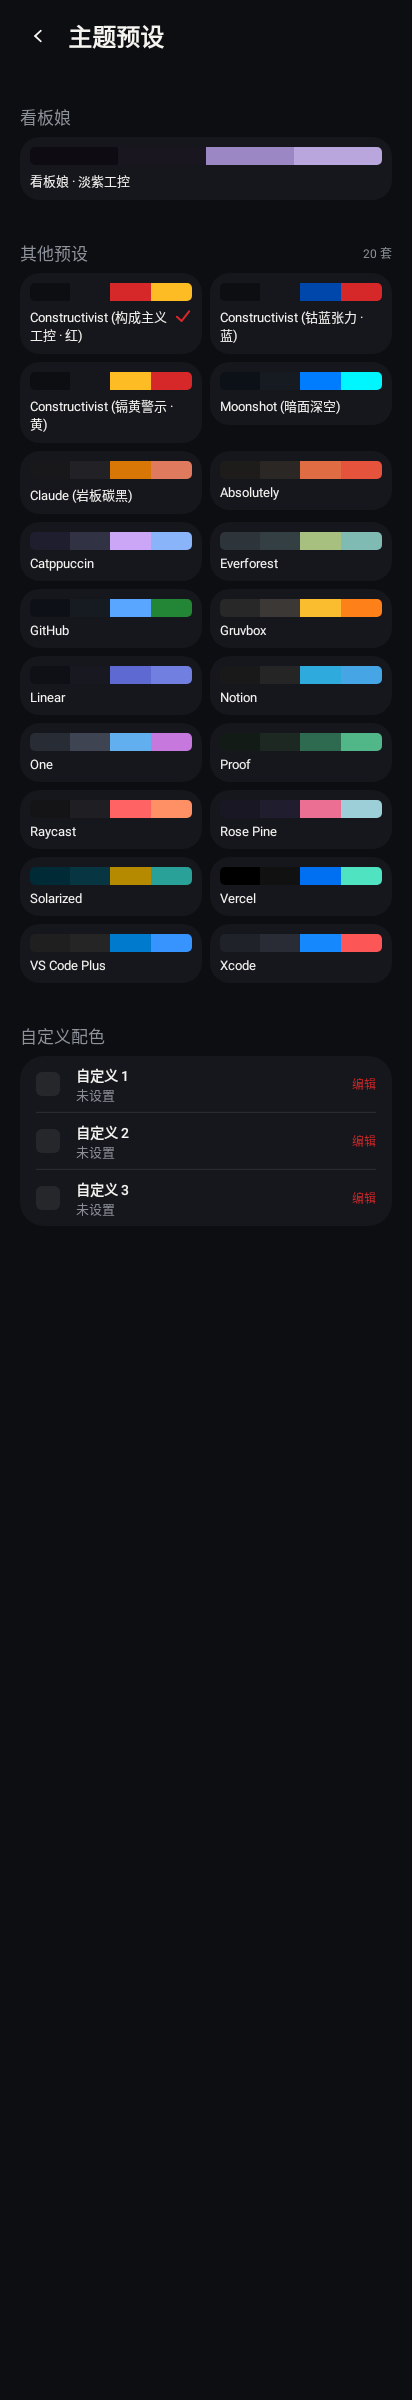 主题预设
看板娘
看板娘 · 淡紫工控
其他预设
20 套
Constructivist (构成主义
工控 · 红)
Constructivist (钴蓝张力 ·
蓝)
Constructivist (镉黄警示 ·
黄)
Moonshot (暗面深空)
Claude (岩板碳黑)
Absolutely
Catppuccin
Everforest
GitHub
Gruvbox
Linear
Notion
One
Proof
Raycast
Rose Pine
Solarized
Vercel
VS Code Plus
Xcode
自定义配色
自定义 1
未设置
编辑
自定义 2
未设置
编辑
自定义 3
未设置
编辑